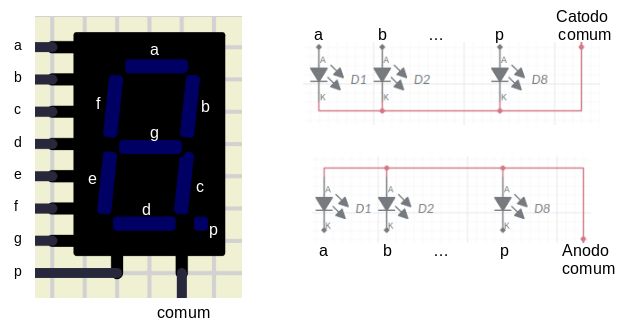 a
b
c
d
e
f
g
p
a
f
b
g
e
c
d
p
comum
Catodo
comum
a b ... p
A A A
D1 D2 D8
K K K
A A A
D1 D2 D8
K K K
a b ... p
Anodo
comum